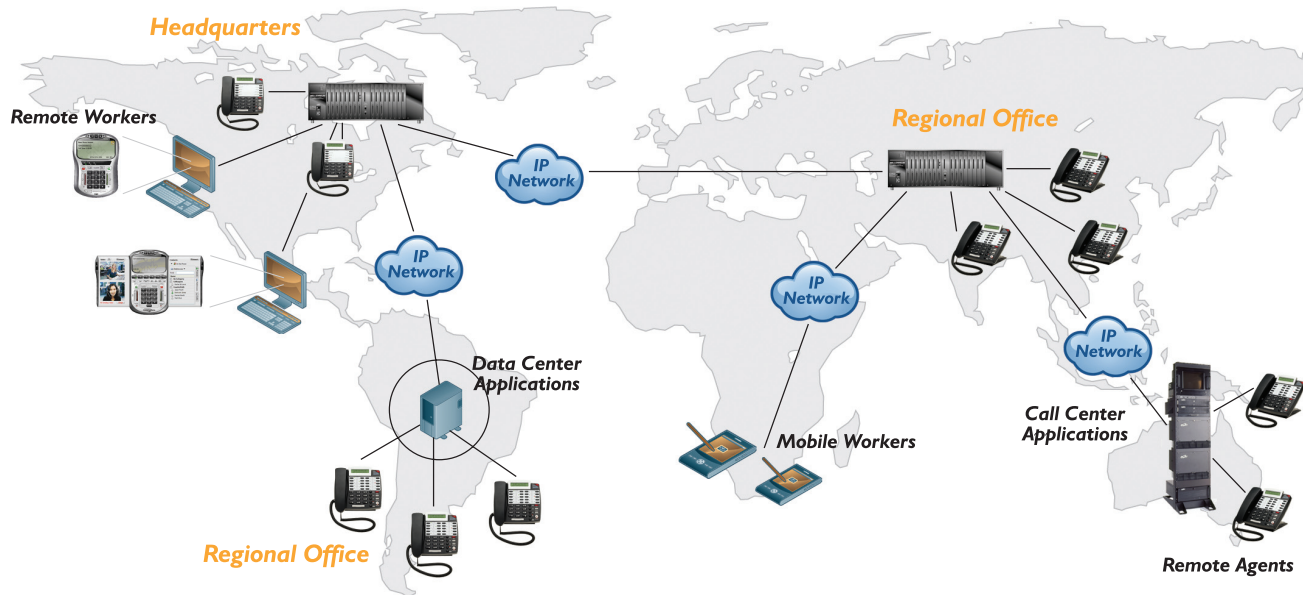 Headquarters
Remote Workers
Regional Office
IP
Network
IP
Network
IP
Network
IP
Network
Data Center
Applications
Call Center
Applications
Mobile Workers
Regional Office
Remote Agents